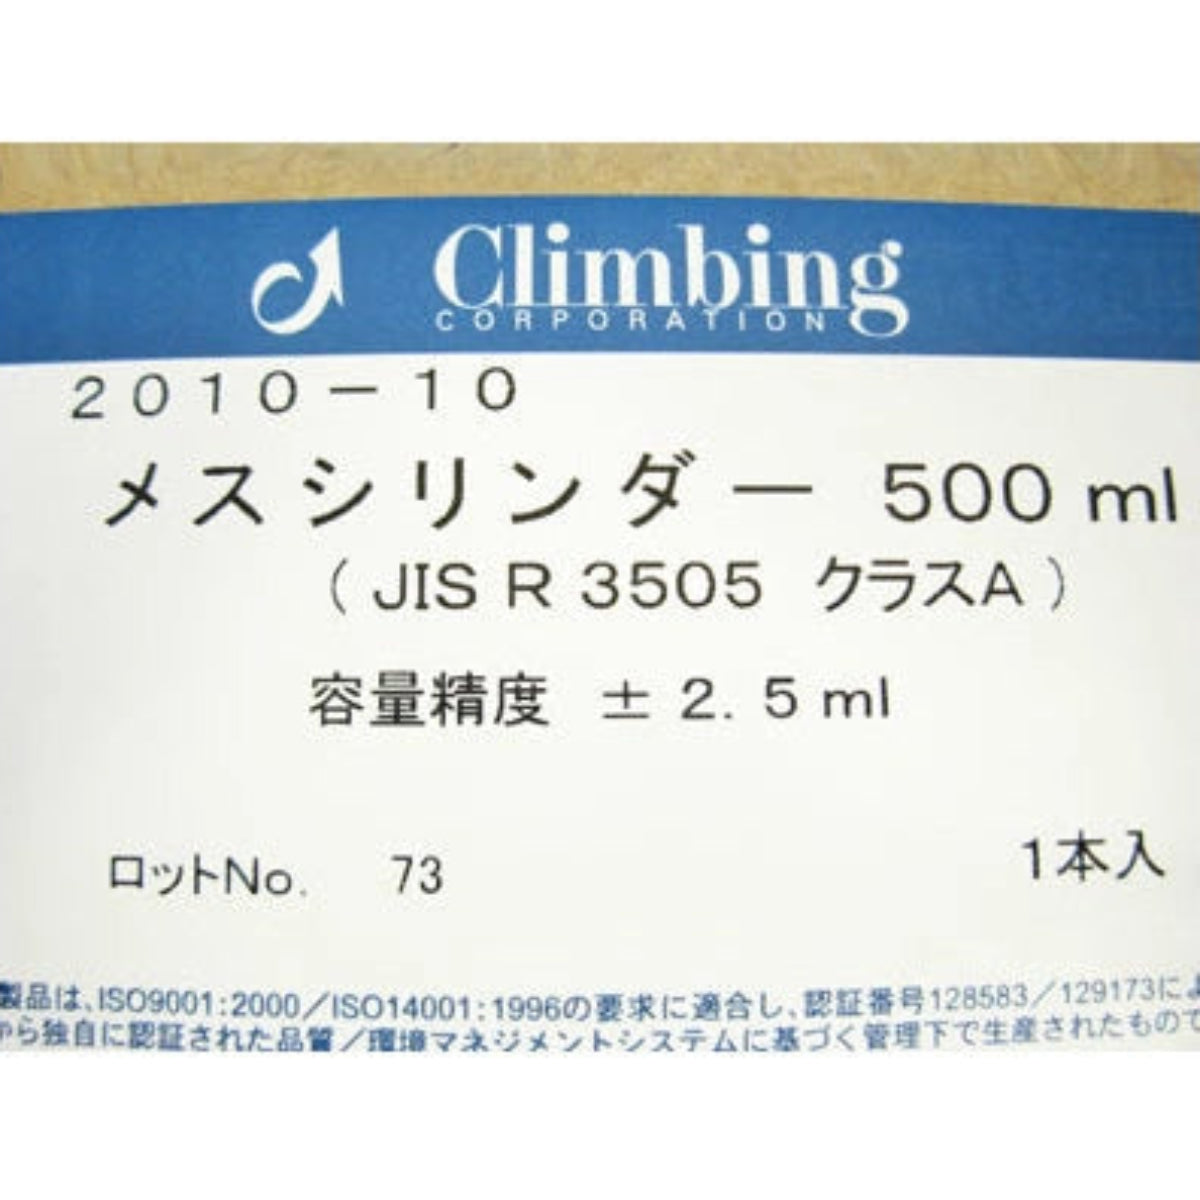 Climbing
CORPORATION
2010-10
メスシリンダー 500 ml
( JIS R 3505 クラスA )
容量精度 ± 2. 5 ml
ロットNo. 73
1本入
製品は、ISO9001:2000/ISO14001:1996の要求に適合し、認証番号128583/129173によ
から独自に認証された品質/環境マネジメントシステムに基づく管理下で生産されたもので